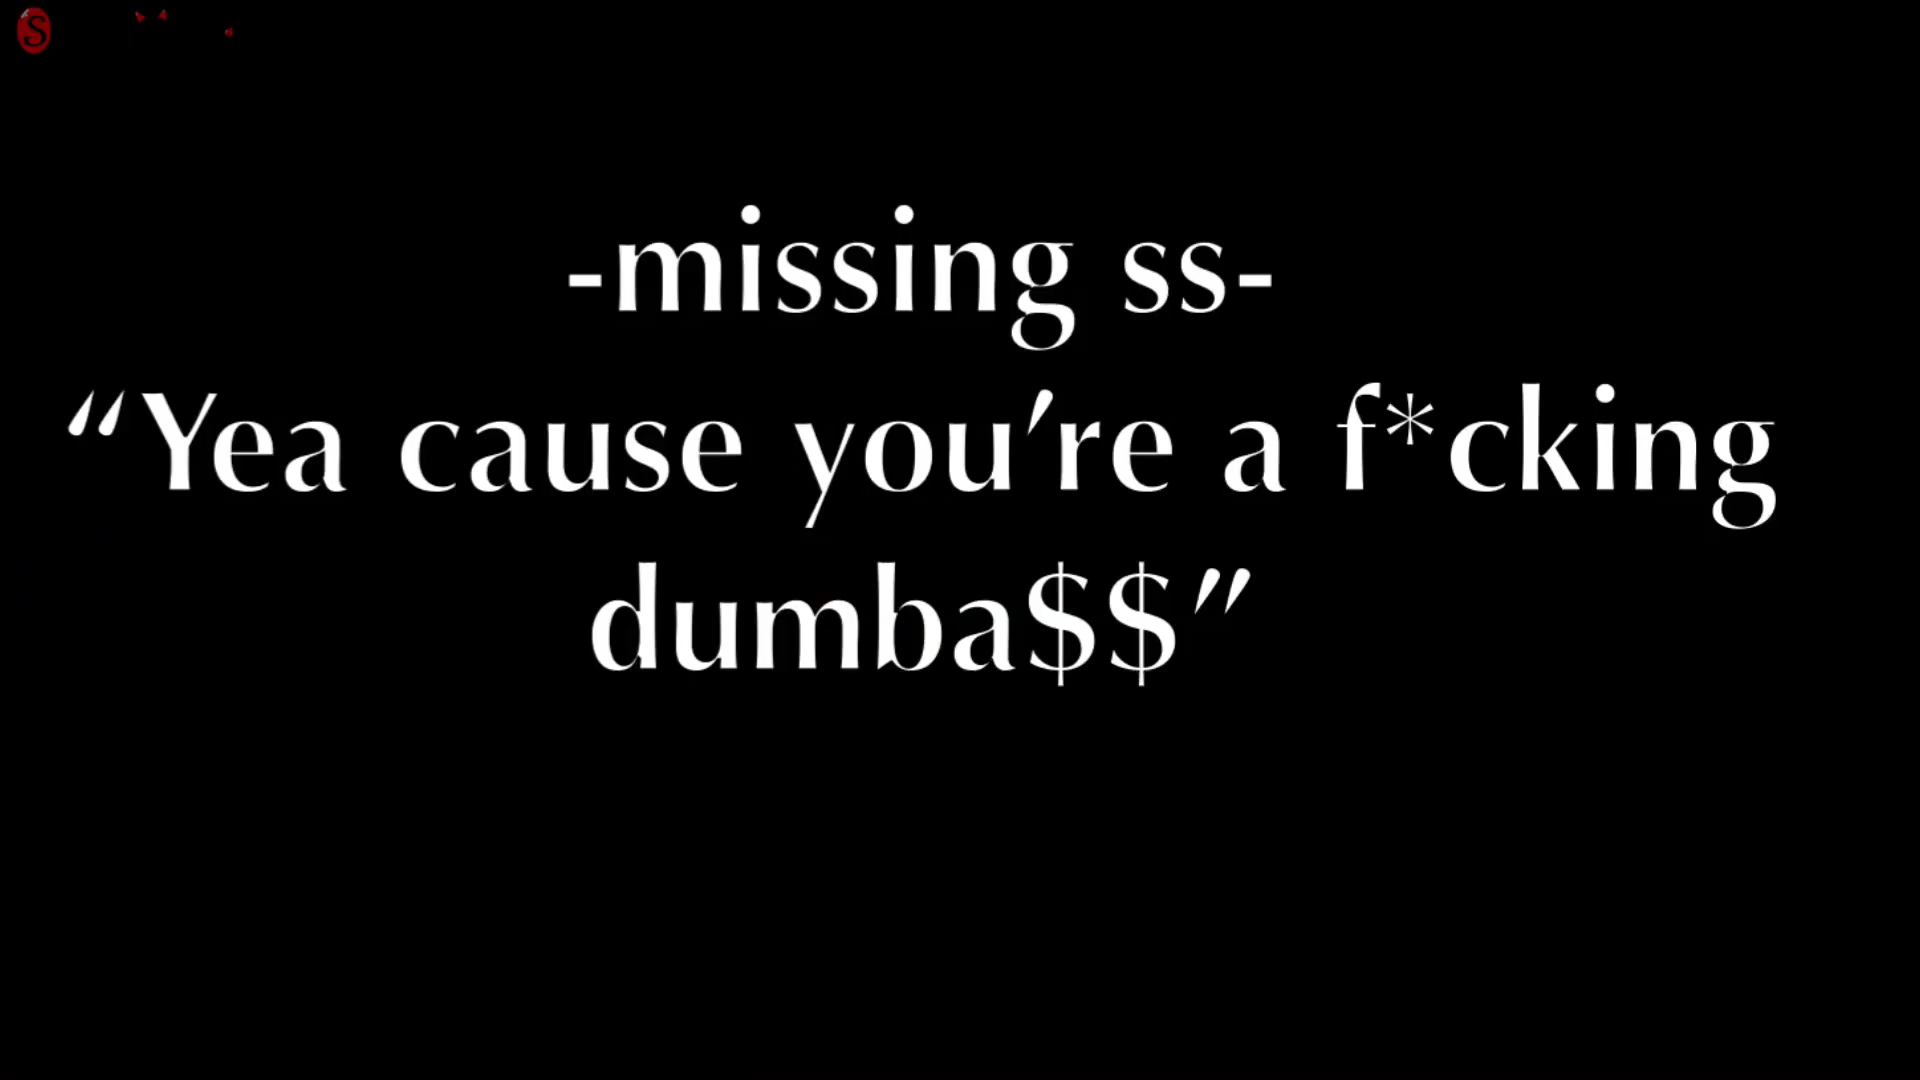 S
-missing ss-
“Yea cause you’re a f*cking
dumba$$”